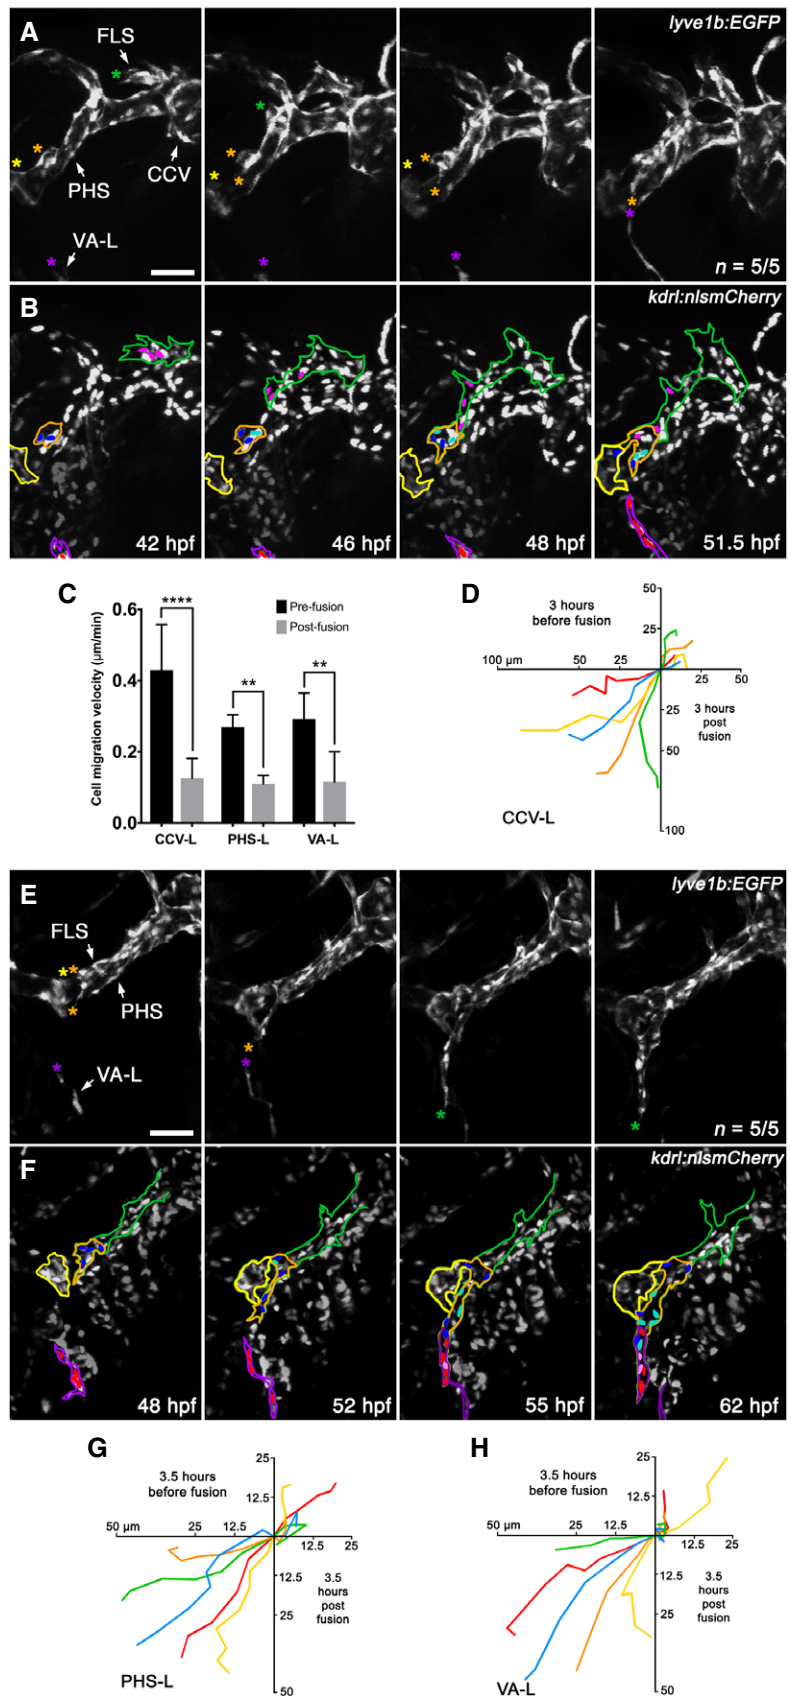 A
FLS
lyve1b:EGFP
PHS
CCV
VA-L
n = 5/5
B
kdrl:nlsmCherry
42 hpf
46 hpf
48 hpf
51.5 hpf
C
Cell migration velocity (μm/min)
0.6
0.4
0.2
0.0
****
**
**
Pre-fusion
Post-fusion
CCV-L
PHS-L
VA-L
D
3 hours
before fusion
50
25
100 μm
50
25
25
50
25
50
100
3 hours
post
fusion
CCV-L
E
FLS
lyve1b:EGFP
PHS
VA-L
n = 5/5
F
kdrl:nlsmCherry
48 hpf
52 hpf
55 hpf
62 hpf
G
3.5 hours
before fusion
25
12.5
50 μm
25
12.5
12.5
25
12.5
25
50
3.5
hours
post
fusion
PHS-L
H
3.5 hours
before fusion
25
12.5
50 μm
25
12.5
12.5
25
12.5
25
50
3.5
hours
post
fusion
VA-L